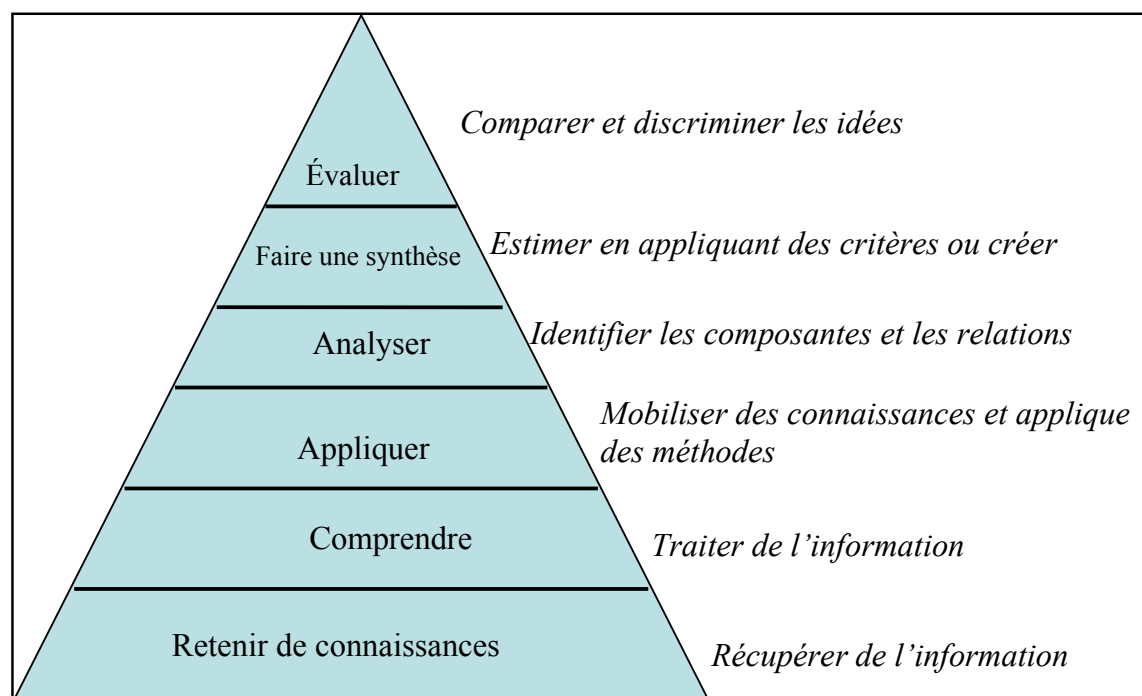 Comparer et discriminer les idées
Évaluer
Faire une synthèse
Estimer en appliquant des critères ou créer
Analyser
Identifier les composantes et les relations
Appliquer
Mobiliser des connaissances et applique
des méthodes
Comprendre
Traiter de l’information
Retenir de connaissances
Récupérer de l’information